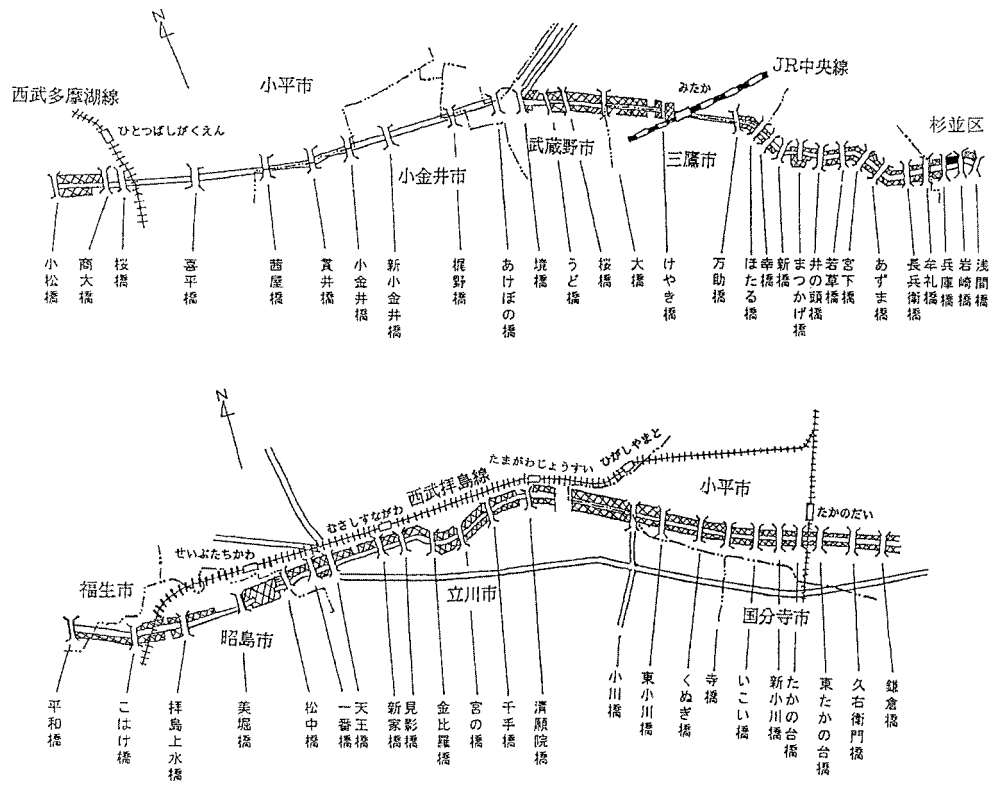 N
JR中央線
小平市
西武多摩湖線
みたか
ひとつばしがくえん
杉並区
武蔵野市
三鷹市
小金井市
小松橋
商大橋
桜橋
喜平橋
茜屋橋
貫井橋
小金井橋
新小金井橋
梶野橋
あけぼの橋
境橋
うど橋
桜橋
大橋
けやき橋
万助橋
ほたる橋
幸橋
新橋
まつかげ橋
井の頭橋
若草橋
宮下橋
あずま橋
長兵衛橋
牟礼橋
兵庫橋
岩崎橋
浅間橋
N
ひがしやまと
たまがわじょうすい
西武拝島線
小平市
むさしすながわ
たかのだい
せいぶたちかわ
福生市
立川市
国分寺市
昭島市
平和橋
こはけ橋
拝島上水橋
美堀橋
松中橋
一番橋
天王橋
新家橋
見影橋
金比羅橋
宮の橋
千手橋
清願院橋
小川橋
東小川橋
くぬぎ橋
寺橋
いこい橋
新小川橋
たかの台橋
東たかの台橋
久右衛門橋
鎌倉橋